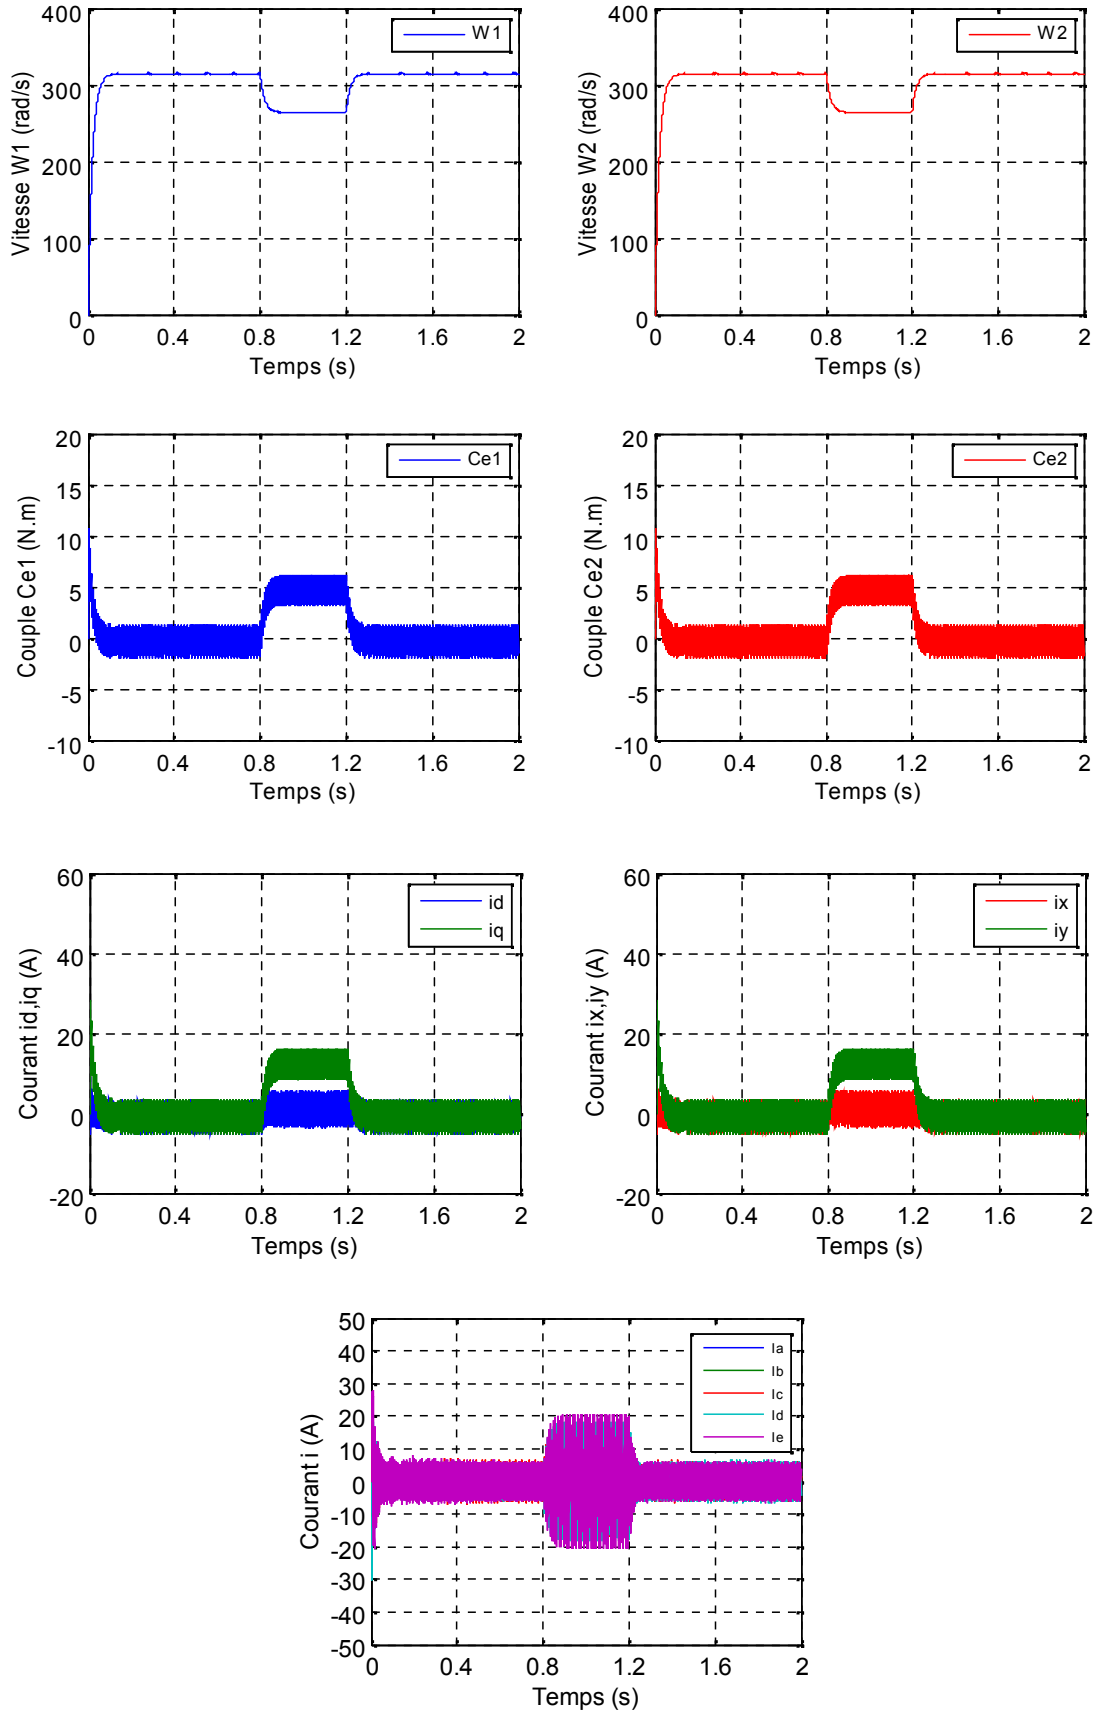 W1
Vitesse W1 (rad/s)
400
300
200
100
0
0 0.4 0.8 1.2 1.6 2
Temps (s)
W2
Vitesse W2 (rad/s)
400
300
200
100
0
0 0.4 0.8 1.2 1.6 2
Temps (s)
Ce1
Couple Ce1 (N.m)
20
15
10
5
0
-5
-10
0 0.4 0.8 1.2 1.6 2
Temps (s)
Ce2
Couple Ce2 (N.m)
20
15
10
5
0
-5
-10
0 0.4 0.8 1.2 1.6 2
Temps (s)
id
iq
Courant id,iq (A)
60
40
20
0
-20
0 0.4 0.8 1.2 1.6 2
Temps (s)
ix
iy
Courant ix,iy (A)
60
40
20
0
-20
0 0.4 0.8 1.2 1.6 2
Temps (s)
Ia
Ib
Ic
Id
Ie
Courant i (A)
50
40
30
20
10
0
-10
-20
-30
-40
-50
0 0.4 0.8 1.2 1.6 2
Temps (s)